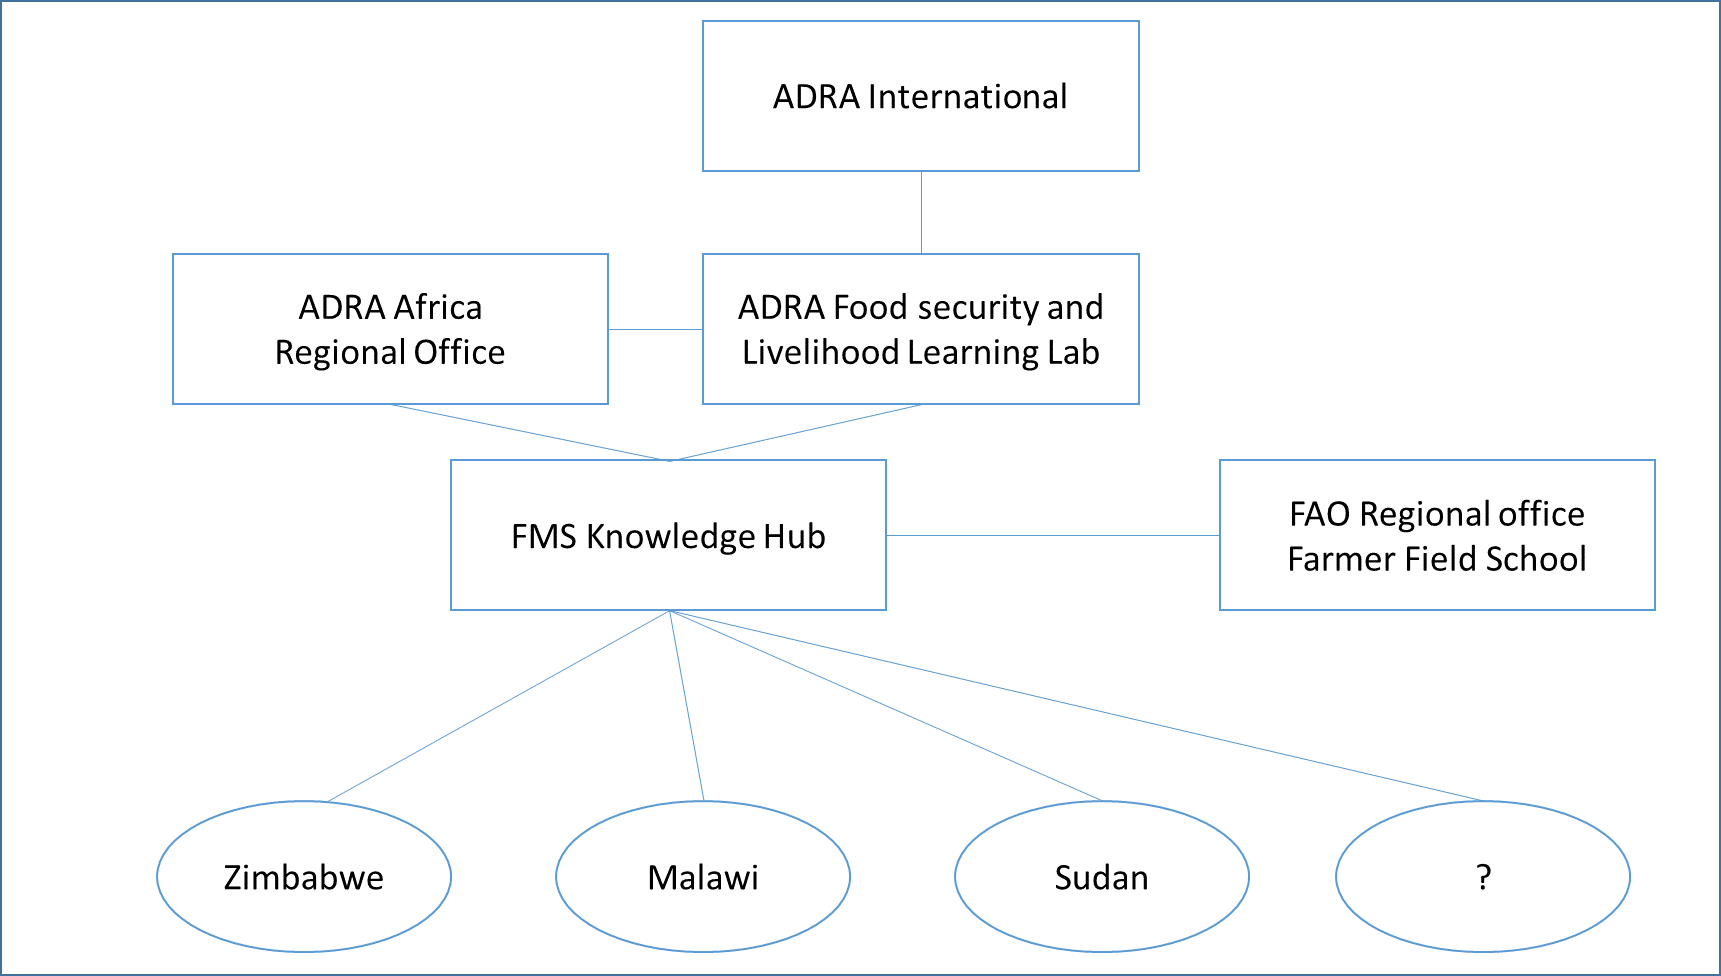 ADRA International
ADRA Africa
Regional Office
ADRA Food security and
Livelihood Learning Lab
FMS Knowledge Hub
FAO Regional office
Farmer Field School
Zimbabwe
Malawi
Sudan
?